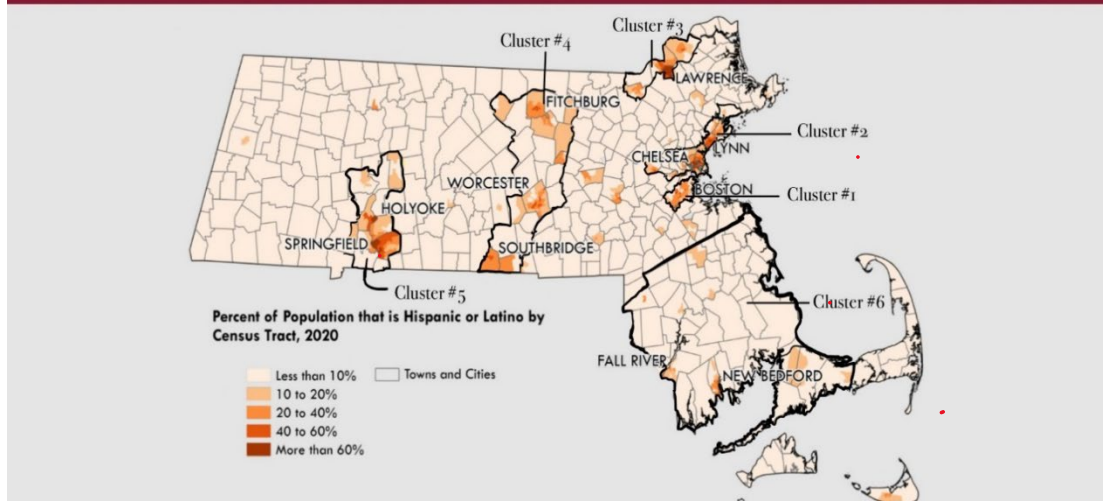 Cluster #3
Cluster #4
LAWRENCE
FITCHBURG
Cluster #2
LYNN
CHELSEA
WORCESTER
BOSTON
Cluster #1
HOLYOKE
SPRINGFIELD
SOUTHBRIDGE
Cluster #5
Cluster #6
Percent of Population that is Hispanic or Latino by
Census Tract, 2020
FALL RIVER
NEW BEDFORD
Less than 10%
Towns and Cities
10 to 20%
20 to 40%
40 to 60%
More than 60%